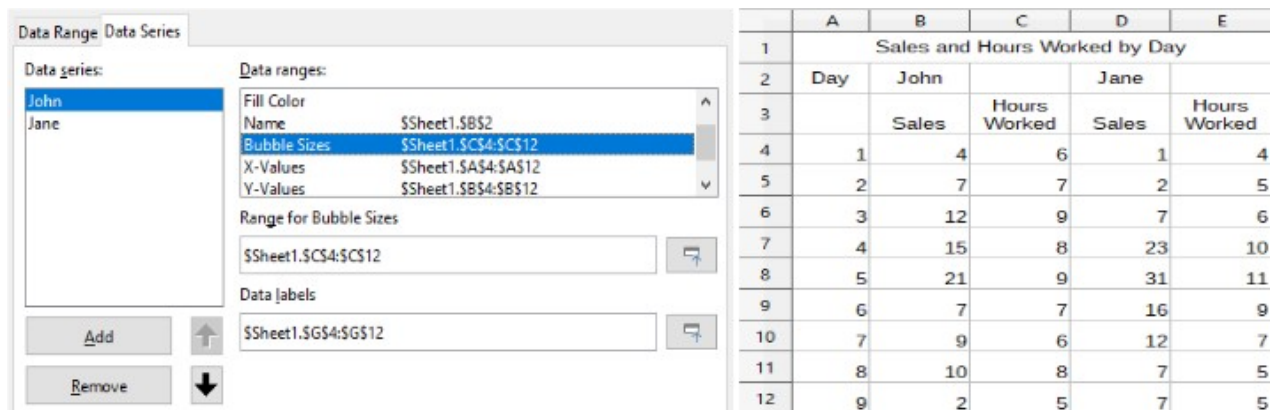 Data Range Data Series
Data series:
John
Jane
Add
Remove
Data ranges:
Fill Color
Name $Sheet1.$B$2
Bubble Sizes $Sheet1.$C$4:$C$12
X-Values $Sheet1.$A$4:$A$12
Y-Values $Sheet1.$B$4:$B$12
Range for Bubble Sizes
$Sheet1.$C$4:$C$12
Data labels
$Sheet1.$G$4:$G$12
A B C D E
1 Sales and Hours Worked by Day
2 Day John Jane
3 Sales Hours Worked Sales Hours Worked
4 1 4 6 1 4
5 2 7 7 2 5
6 3 12 9 7 6
7 4 15 8 23 10
8 5 21 9 31 11
9 6 7 7 16 9
10 7 9 6 12 7
11 8 10 8 7 5
12 9 2 5 7 5